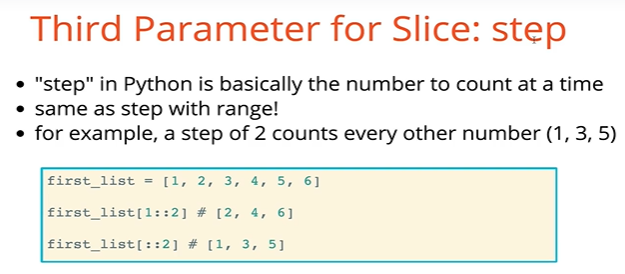 Third Parameter for Slice: step
• "step" in Python is basically the number to count at a time
• same as step with range!
• for example, a step of 2 counts every other number (1, 3, 5)
first_list = [1, 2, 3, 4, 5, 6]
first_list[1::2] # [2, 4, 6]
first_list[::2] # [1, 3, 5]